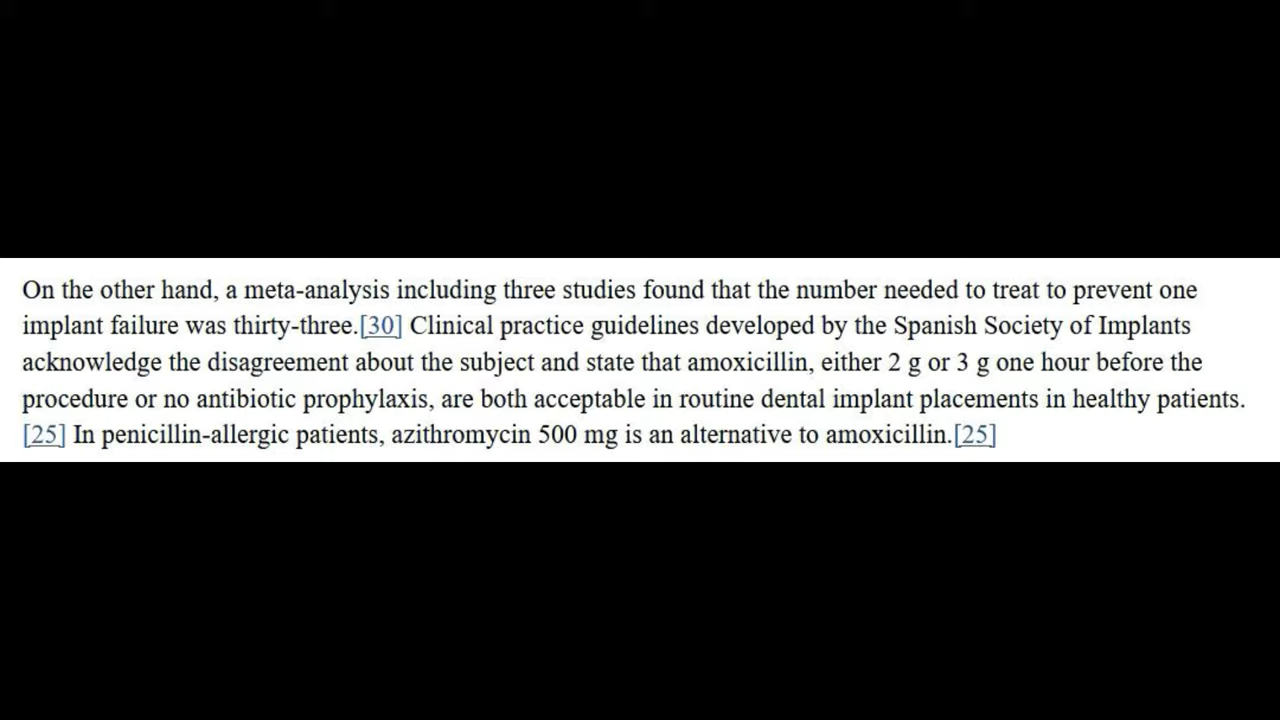 On the other hand, a meta-analysis including three studies found that the number needed to treat to prevent one
implant failure was thirty-three.[30] Clinical practice guidelines developed by the Spanish Society of Implants
acknowledge the disagreement about the subject and state that amoxicillin, either 2 g or 3 g one hour before the
procedure or no antibiotic prophylaxis, are both acceptable in routine dental implant placements in healthy patients.
[25] In penicillin-allergic patients, azithromycin 500 mg is an alternative to amoxicillin.[25]